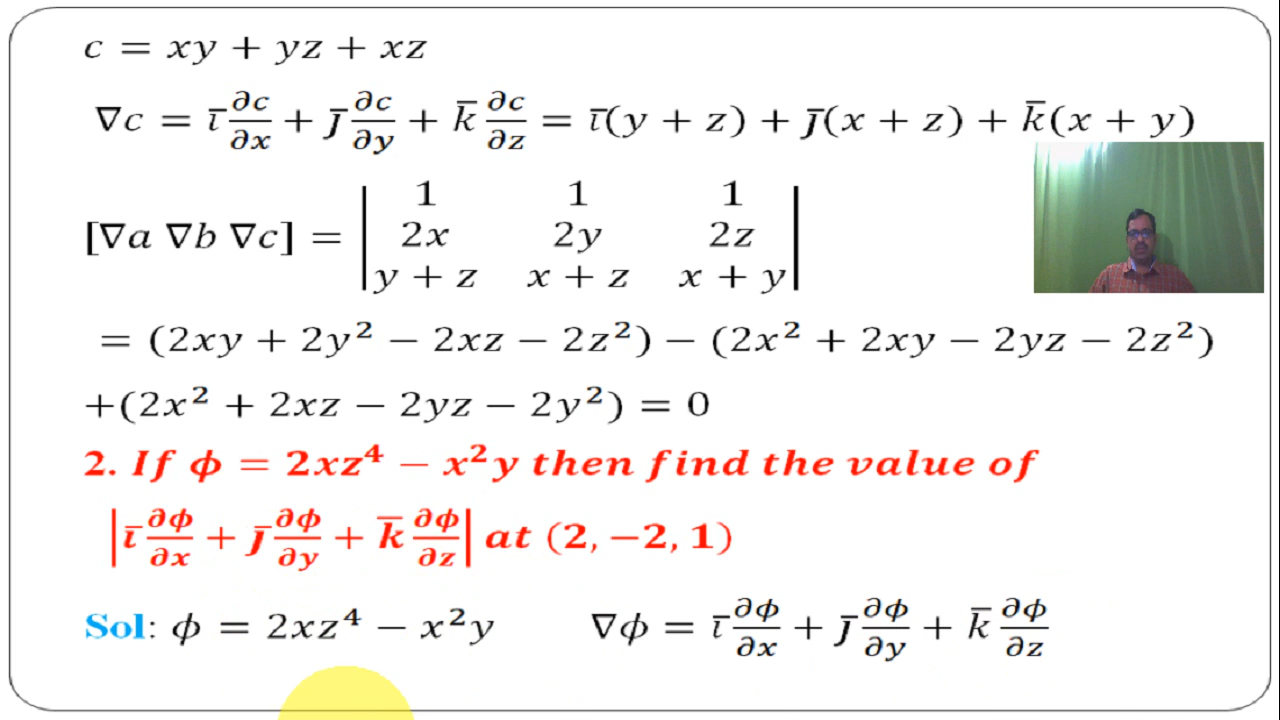 c = xy + yz + xz
∇c = ī ∂c/∂x + j̄ ∂c/∂y + k̄ ∂c/∂z = ī(y + z) + j̄(x + z) + k̄(x + y)
[∇a ∇b ∇c] = | 1 1 1 |
| 2x 2y 2z |
| y + z x + z x + y |
= (2xy + 2y² − 2xz − 2z²) − (2x² + 2xy − 2yz − 2z²)
+(2x² + 2xz − 2yz − 2y²) = 0
2. If ϕ = 2xz⁴ − x²y then find the value of
|ī ∂ϕ/∂x + j̄ ∂ϕ/∂y + k̄ ∂ϕ/∂z| at (2, −2, 1)
Sol: ϕ = 2xz⁴ − x²y ∇ϕ = ī ∂ϕ/∂x + j̄ ∂ϕ/∂y + k̄ ∂ϕ/∂z